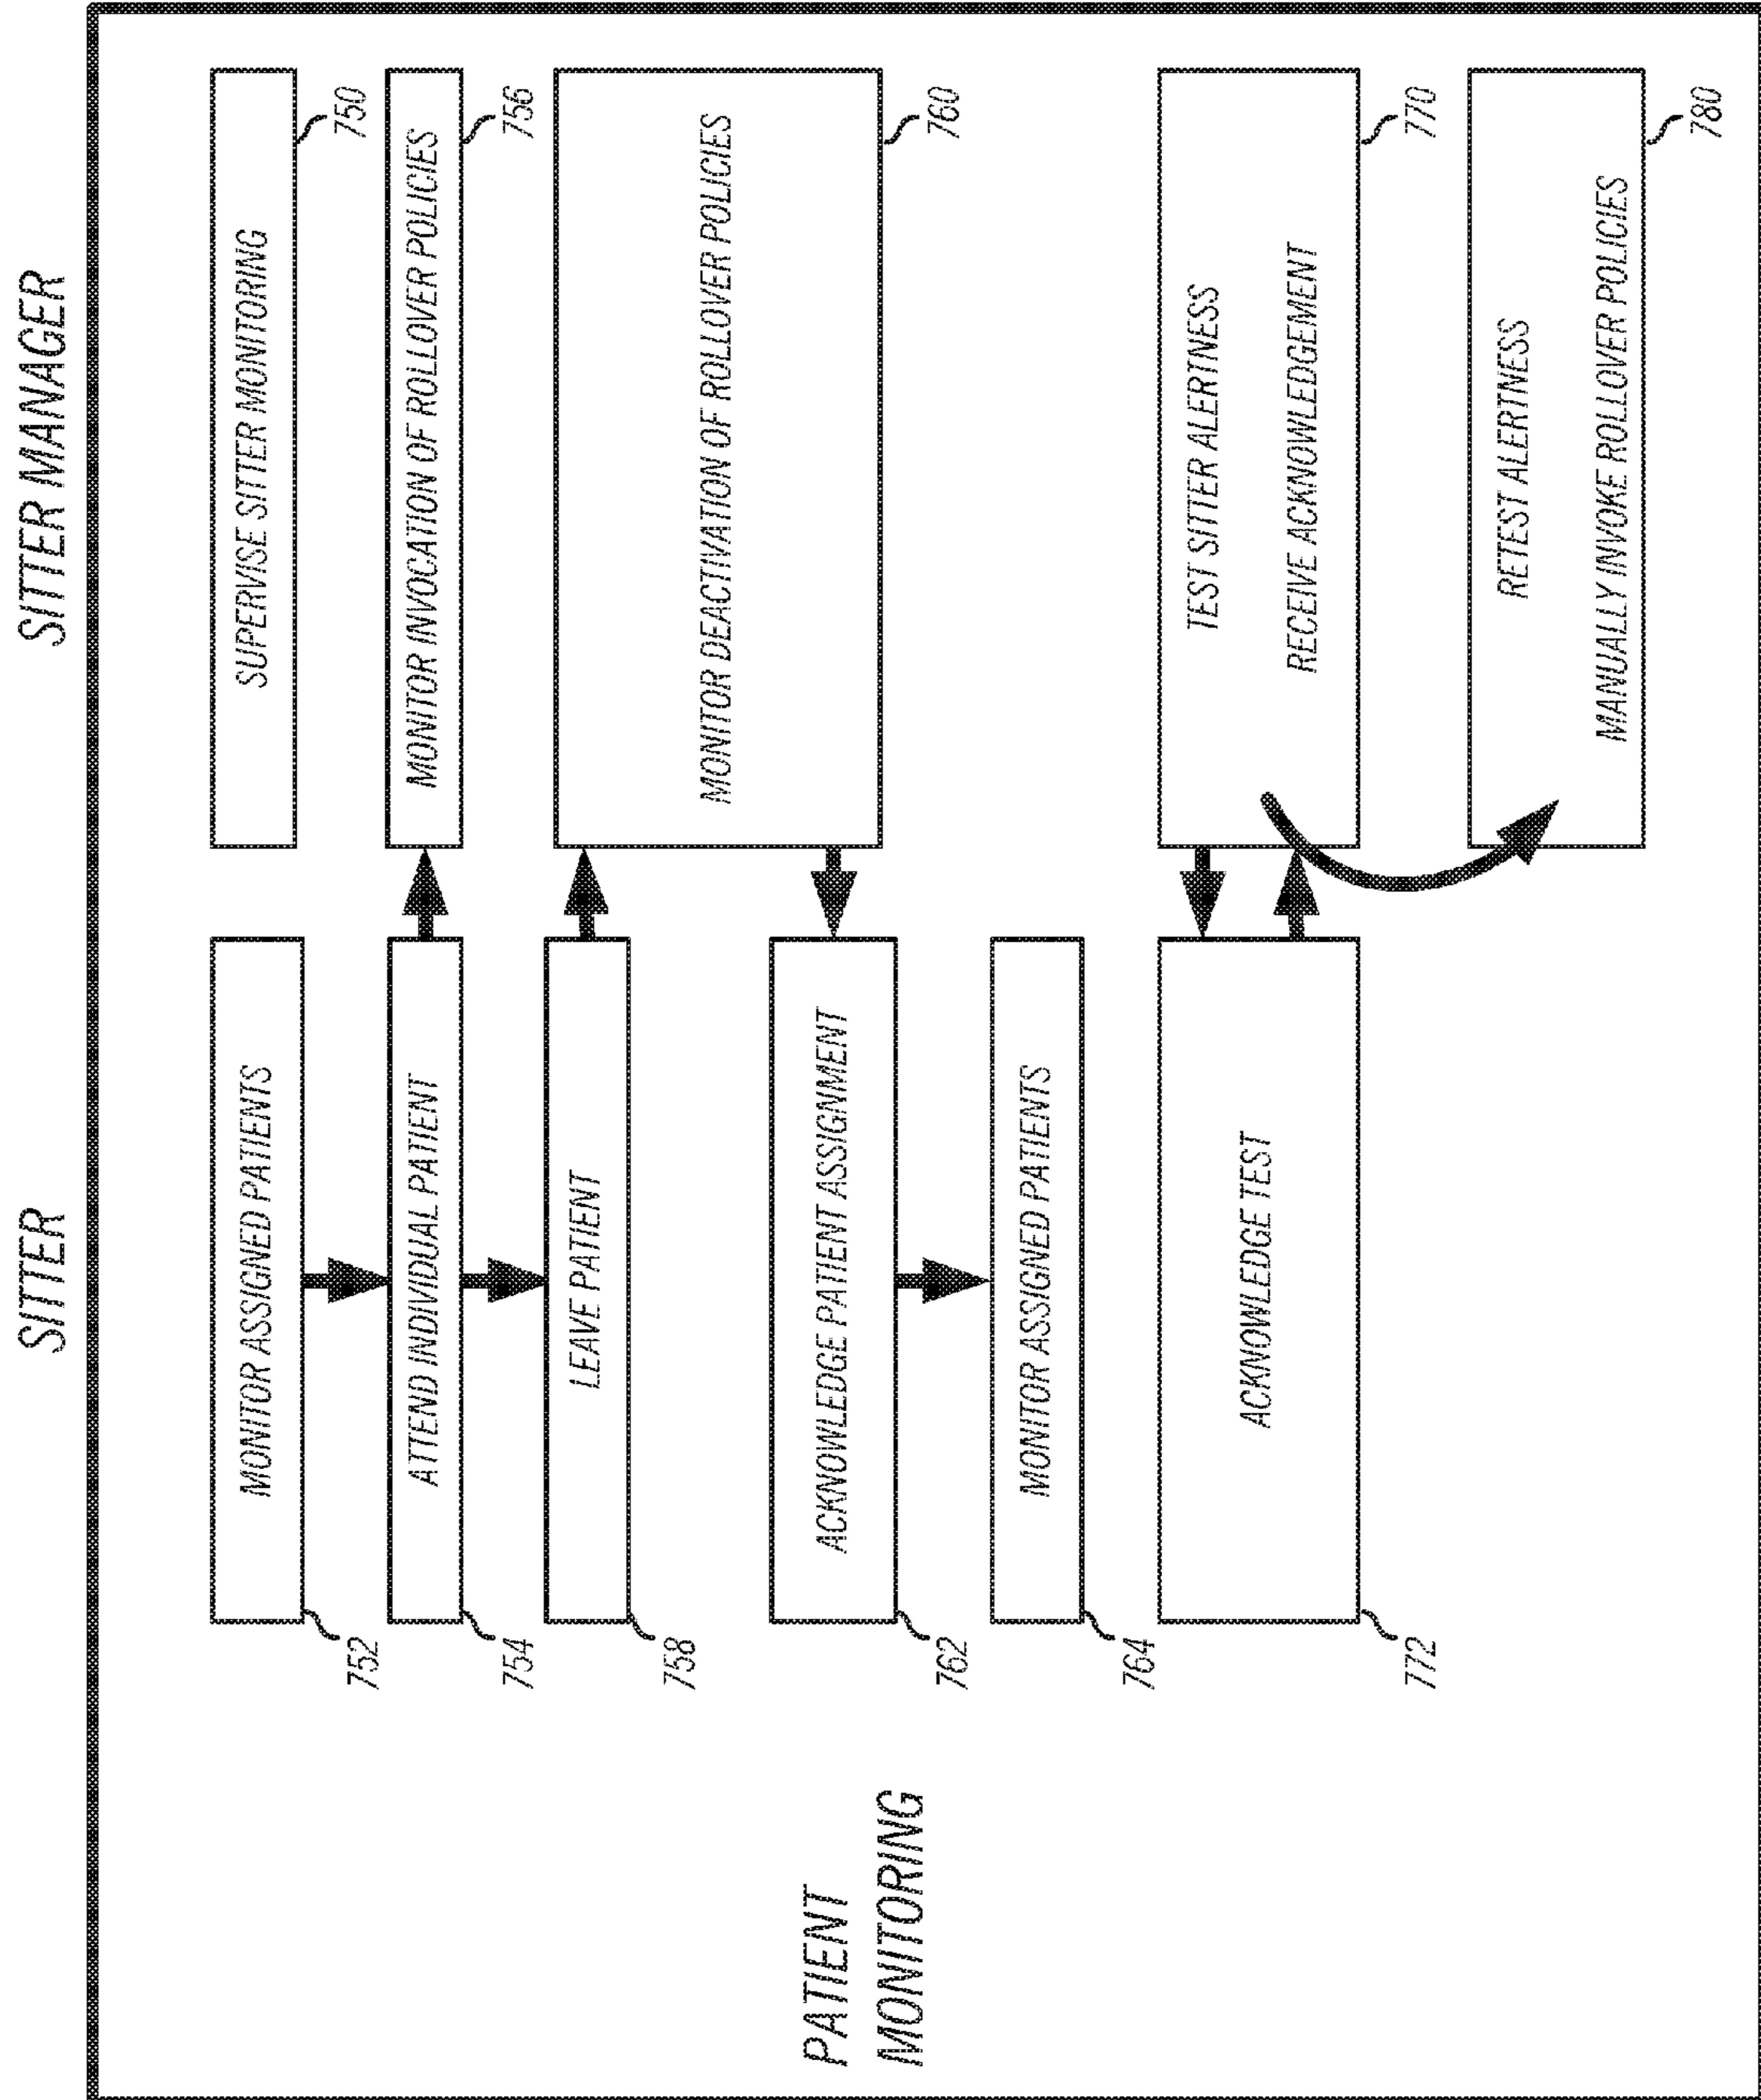 SITTER
SITTER MANAGER
PATIENT
MONITORING
MONITOR ASSIGNED PATIENTS
752
SUPERVISE SITTER MONITORING
750
ATTEND INDIVIDUAL PATIENT
754
MONITOR INVOCATION OF ROLLOVER POLICIES
756
LEAVE PATIENT
758
MONITOR DEACTIVATION OF ROLLOVER POLICIES
760
ACKNOWLEDGE PATIENT ASSIGNMENT
762
MONITOR ASSIGNED PATIENTS
764
ACKNOWLEDGE TEST
772
TEST SITTER ALERTNESS
RECEIVE ACKNOWLEDGEMENT
770
RETEST ALERTNESS
MANUALLY INVOKE ROLLOVER POLICIES
780